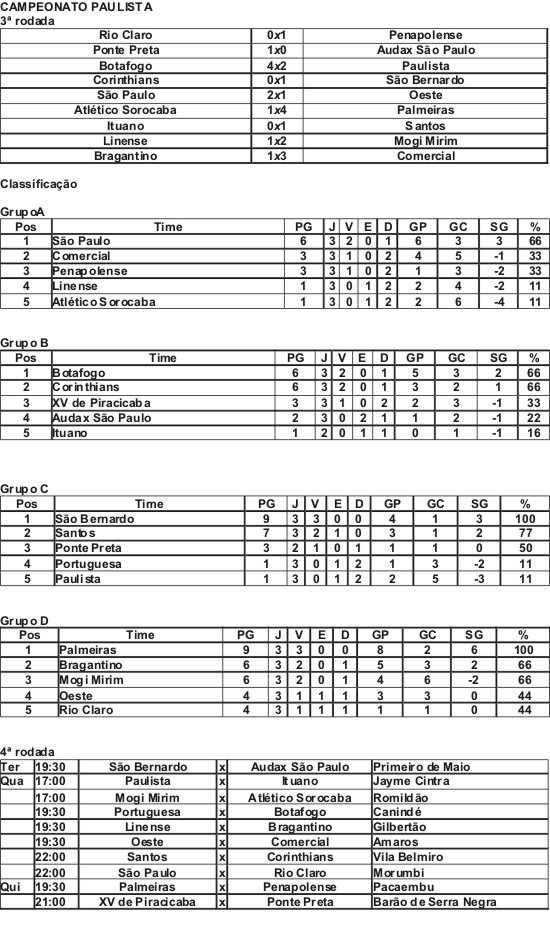 CAMPEONATO PAULISTA
3ª rodada
Rio Claro 0x1 Penapolense
Ponte Preta 1x0 Audax São Paulo
Botafogo 4x2 Paulista
Corinthians 0x1 São Bernardo
São Paulo 2x1 Oeste
Atlético Sorocaba 1x4 Palmeiras
Ituano 0x1 Santos
Linense 1x2 Mogi Mirim
Bragantino 1x3 Comercial
Classificação
GrupoA
Pos Time PG J V E D GP GC SG %
1 São Paulo 6 3 2 0 1 6 3 3 66
2 Comercial 3 3 1 0 2 4 5 -1 33
3 Penapolense 3 3 1 0 2 1 3 -2 33
4 Linense 1 3 0 1 2 2 4 -2 11
5 Atlético Sorocaba 1 3 0 1 2 2 6 -4 11
Grupo B
Pos Time PG J V E D GP GC SG %
1 Botafogo 6 3 2 0 1 5 3 2 66
2 Corinthians 6 3 2 0 1 3 2 1 66
3 XV de Piracicaba 3 3 1 0 2 2 3 -1 33
4 Audax São Paulo 2 3 0 2 1 1 2 -1 22
5 Ituano 1 2 0 1 1 0 1 -1 16
Grupo C
Pos Time PG J V E D GP GC SG %
1 São Bernardo 9 3 3 0 0 4 1 3 100
2 Santos 7 3 2 1 0 3 1 2 77
3 Ponte Preta 3 2 1 0 1 1 1 0 50
4 Portuguesa 1 3 0 1 2 1 3 -2 11
5 Paulista 1 3 0 1 2 2 5 -3 11
Grupo D
Pos Time PG J V E D GP GC SG %
1 Palmeiras 9 3 3 0 0 8 2 6 100
2 Bragantino 6 3 2 0 1 5 3 2 66
3 Mogi Mirim 6 3 2 0 1 4 6 -2 66
4 Oeste 4 3 1 1 1 3 3 0 44
5 Rio Claro 4 3 1 1 1 1 1 0 44
4ª rodada
Ter 19:30 São Bernardo x Audax São Paulo Primeiro de Maio
Qua 17:00 Paulista x Ituano Jayme Cintra
17:00 Mogi Mirim x Atlético Sorocaba Romildão
19:30 Portuguesa x Botafogo Canindé
19:30 Linense x Bragantino Gilbertão
19:30 Oeste x Comercial Amaros
22:00 Santos x Corinthians Vila Belmiro
22:00 São Paulo x Rio Claro Morumbi
Qui 19:30 Palmeiras x Penapolense Pacaembu
21:00 XV de Piracicaba x Ponte Preta Barão de Serra Negra